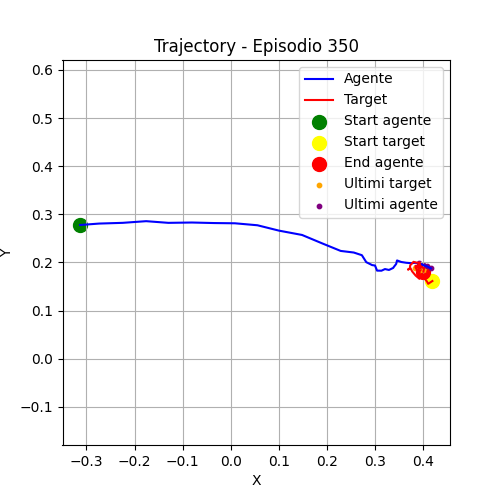 Trajectory - Episodio 350
Agente
Target
Start agente
Start target
End agente
Ultimi target
Ultimi agente
0.6
0.5
0.4
0.3
0.2
0.1
0.0
−0.1
Y
−0.3 −0.2 −0.1 0.0 0.1 0.2 0.3 0.4
X